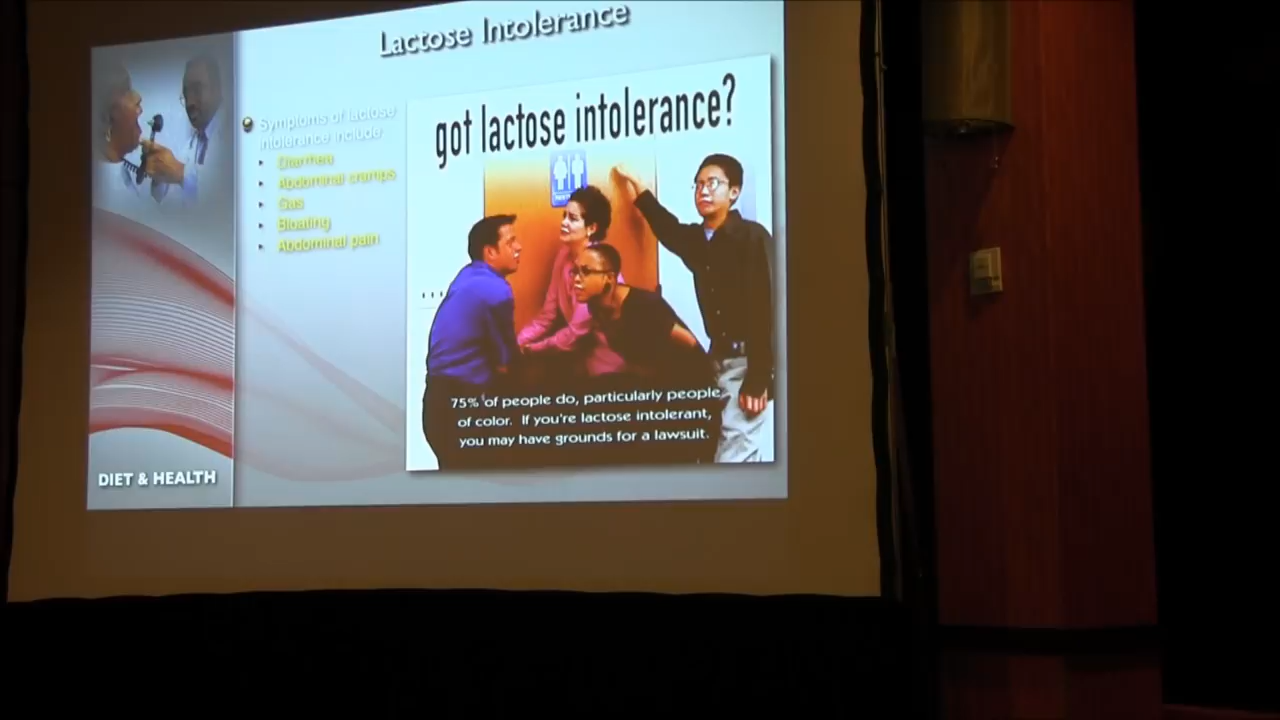 Lactose Intolerance
Symptoms of lactose
intolerance include
Diarrhea
Abdominal cramps
Gas
Bloating
Abdominal pain
got lactose intolerance?
75% of people do, particularly people
of color. If you're lactose intolerant,
you may have grounds for a lawsuit.
DIET & HEALTH